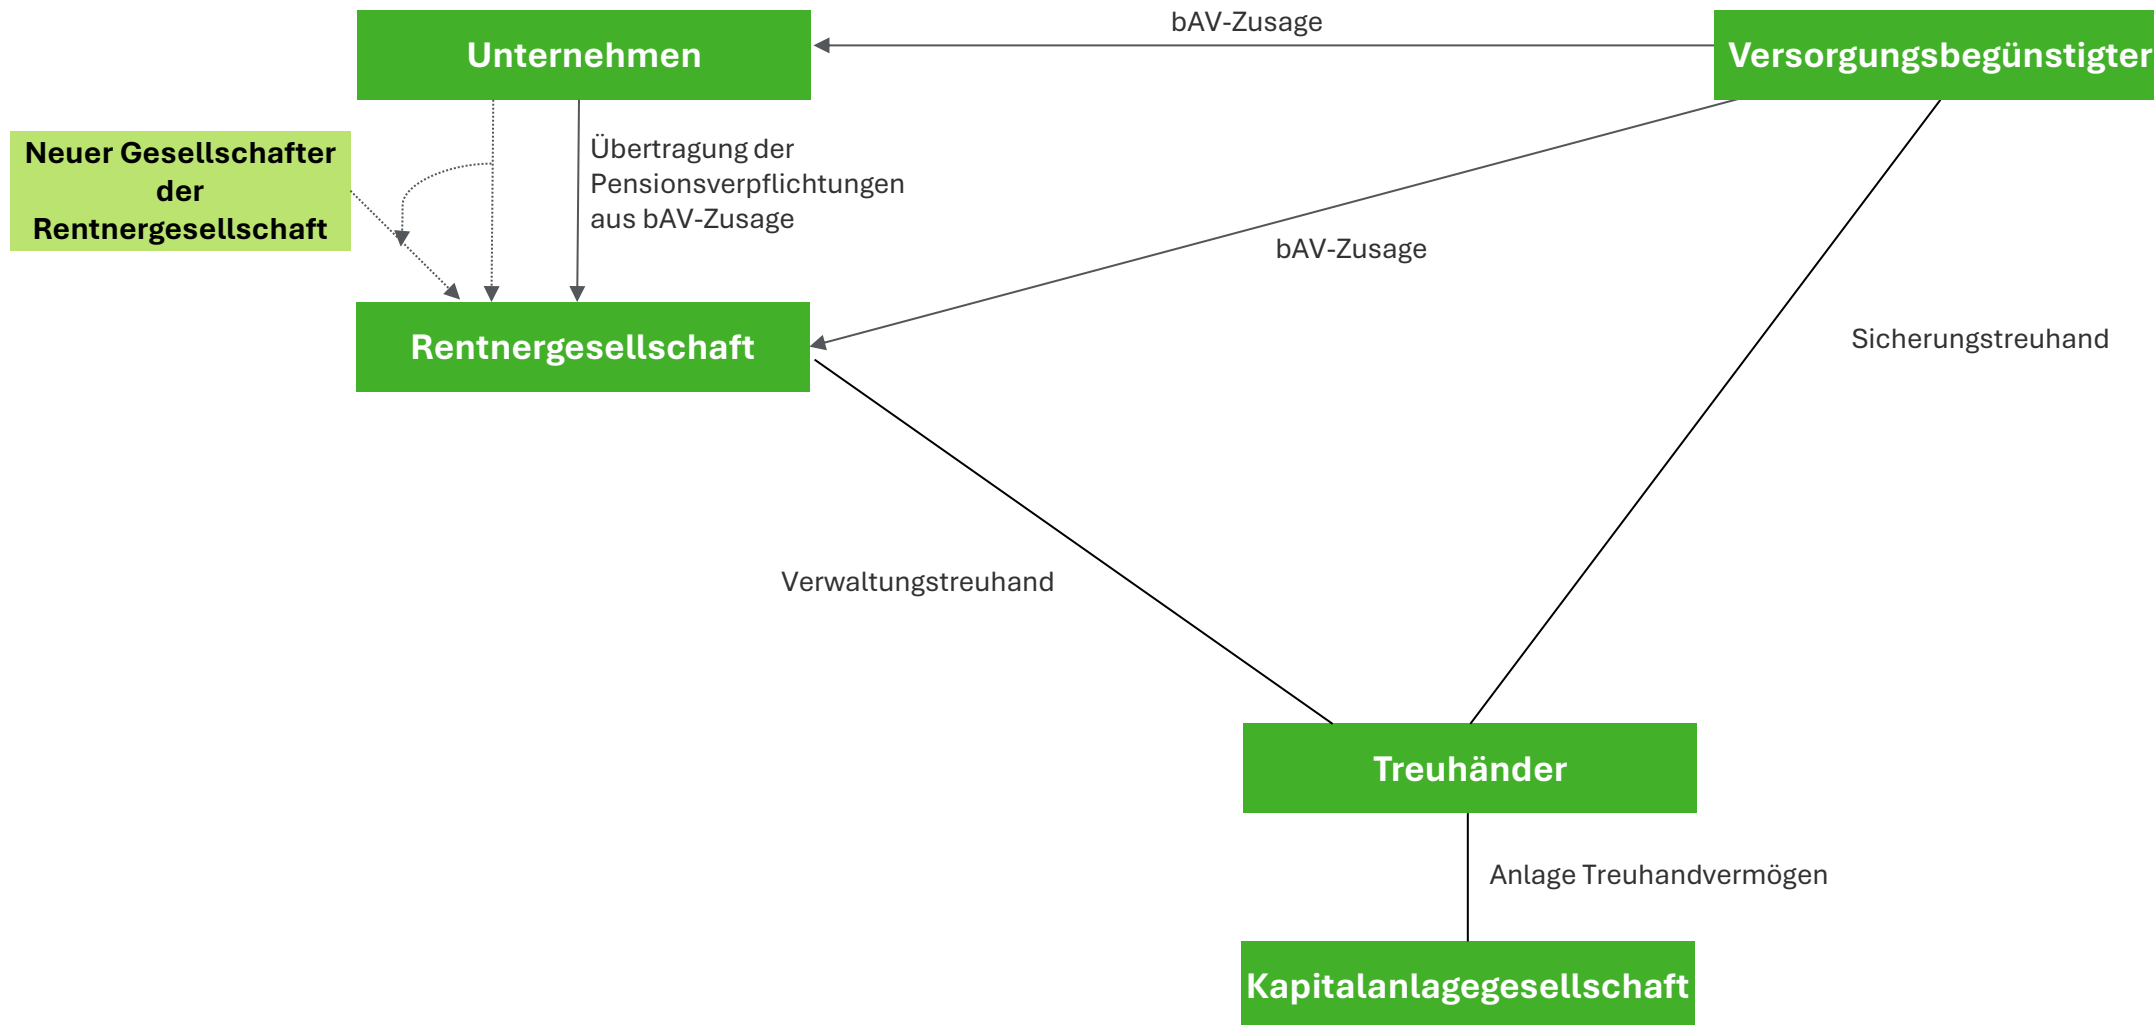 bAV-Zusage
Unternehmen
Versorgungsbegünstigter
Neuer Gesellschafter
der
Rentnergesellschaft
Übertragung der
Pensionsverpflichtungen
aus bAV-Zusage
bAV-Zusage
Rentnergesellschaft
Sicherungstreuhand
Verwaltungstreuhand
Treuhänder
Anlage Treuhandvermögen
Kapitalanlagegesellschaft